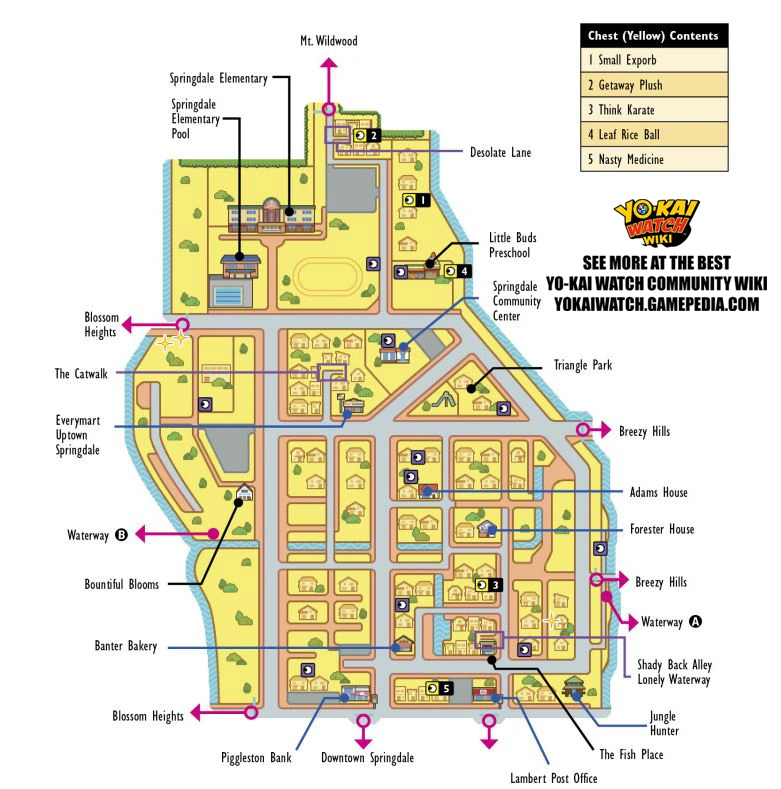 Mt. Wildwood
Chest (Yellow) Contents
1 Small Exporb
2 Getaway Plush
3 Think Karate
4 Leaf Rice Ball
5 Nasty Medicine
Springdale Elementary
Springdale
Elementary
Pool
2
Desolate Lane
1
YO-KAI
WATCH
WIKI
SEE MORE AT THE BEST
YO-KAI WATCH COMMUNITY WIKI
YOKAIWATCH.GAMEPEDIA.COM
Little Buds
Preschool
4
Springdale
Community
Center
Blossom
Heights
The Catwalk
Triangle Park
Everymart
Uptown
Springdale
Breezy Hills
Adams House
Forester House
Waterway B
Bountiful Blooms
3
Breezy Hills
Waterway A
Banter Bakery
Shady Back Alley
Lonely Waterway
5
Blossom Heights
Jungle
Hunter
Piggleston Bank
Downtown Springdale
The Fish Place
Lambert Post Office